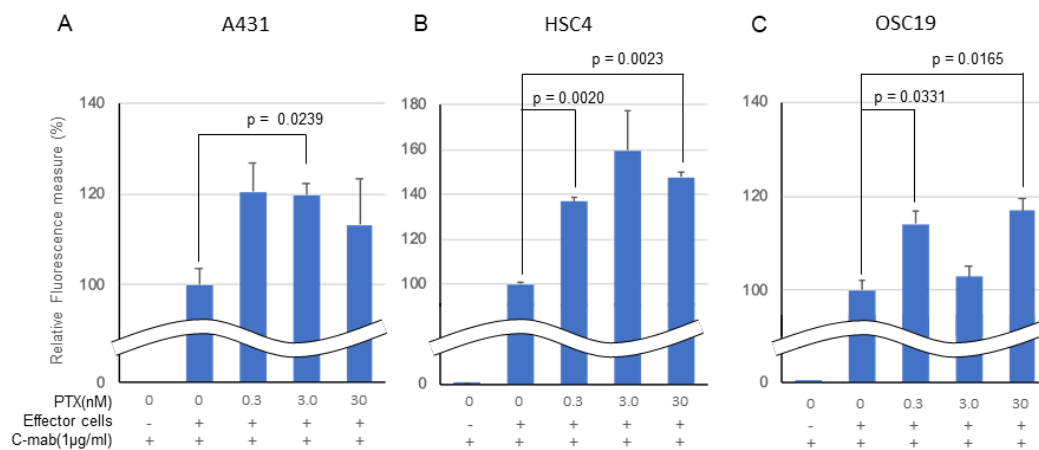 A A431 B HSC4 C OSC19
p = 0.0023 p = 0.0165
p = 0.0020 p = 0.0331
p = 0.0239
Relative Fluorescence measure (%)
140 180 140
160
120 140 120
120
100 100 100
0 0 0
PTX(nM) 0 0 0.3 3.0 30 0 0 0.3 3.0 30 0 0 0.3 3.0 30
Effector cells - + + + + - + + + + - + + + +
C-mab(1μg/ml) + + + + + + + + + + + + + + +